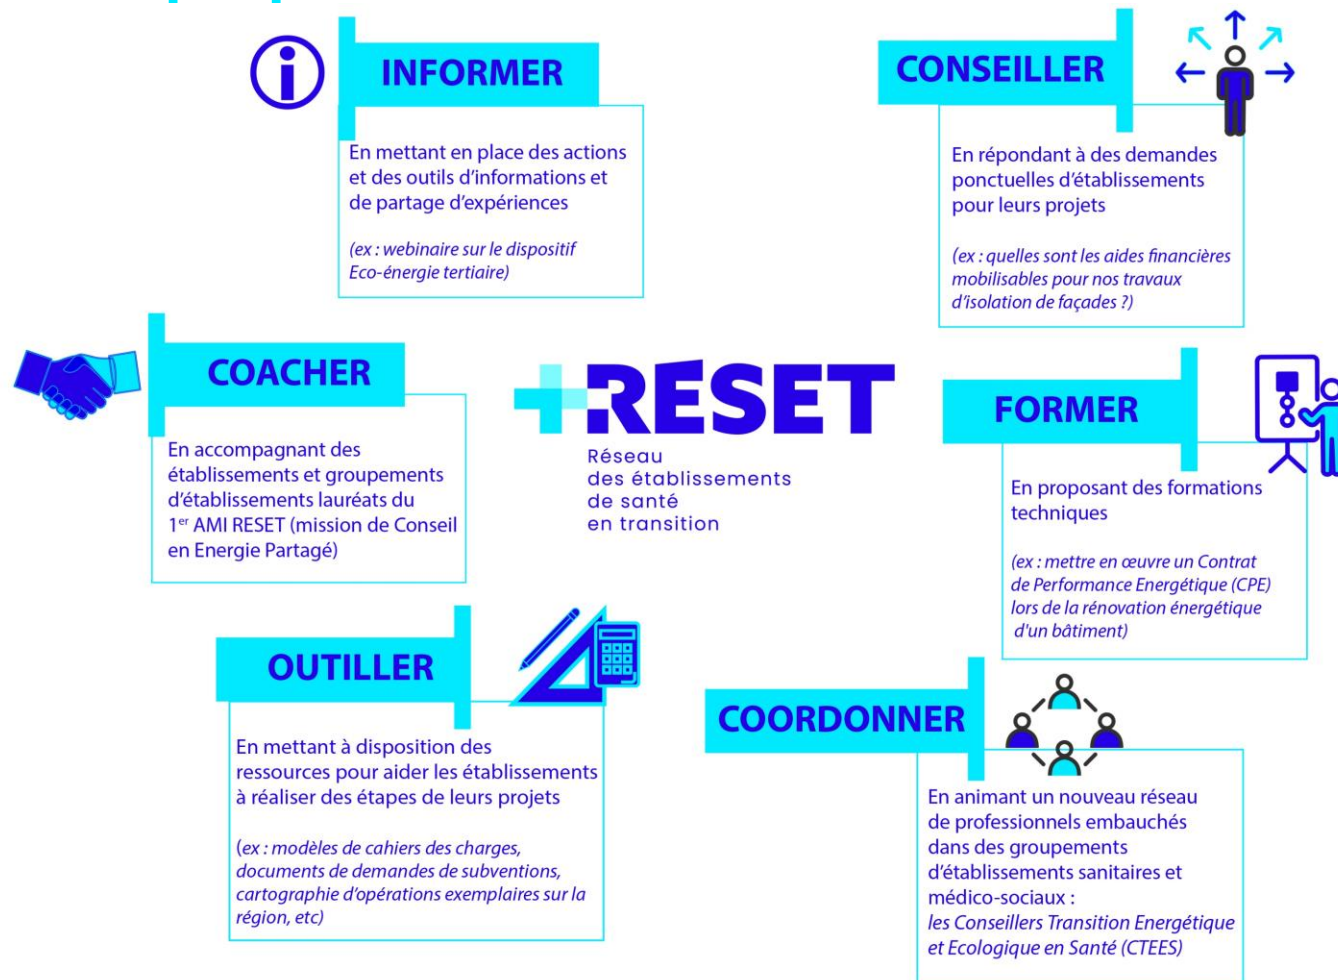 INFORMER
En mettant en place des actions
et des outils d'informations et
de partage d'expériences
(ex : webinaire sur le dispositif
Eco-énergie tertiaire)
CONSEILLER
En répondant à des demandes
ponctuelles d'établissements
pour leurs projets
(ex : quelles sont les aides financières
mobilisables pour nos travaux
d'isolation de façades ?)
COACHER
En accompagnant des
établissements et groupements
d'établissements lauréats du
1er AMI RESET (mission de Conseil
en Energie Partagé)
+RESET
Réseau
des établissements
de santé
en transition
FORMER
En proposant des formations
techniques
(ex : mettre en œuvre un Contrat
de Performance Energétique (CPE)
lors de la rénovation énergétique
d'un bâtiment)
OUTILLER
En mettant à disposition des
ressources pour aider les établissements
à réaliser des étapes de leurs projets
(ex : modèles de cahiers des charges,
documents de demandes de subventions,
cartographie d'opérations exemplaires sur la
région, etc)
COORDONNER
En animant un nouveau réseau
de professionnels embauchés
dans des groupements
d'établissements sanitaires et
médico-sociaux :
les Conseillers Transition Energétique
et Ecologique en Santé (CTEES)